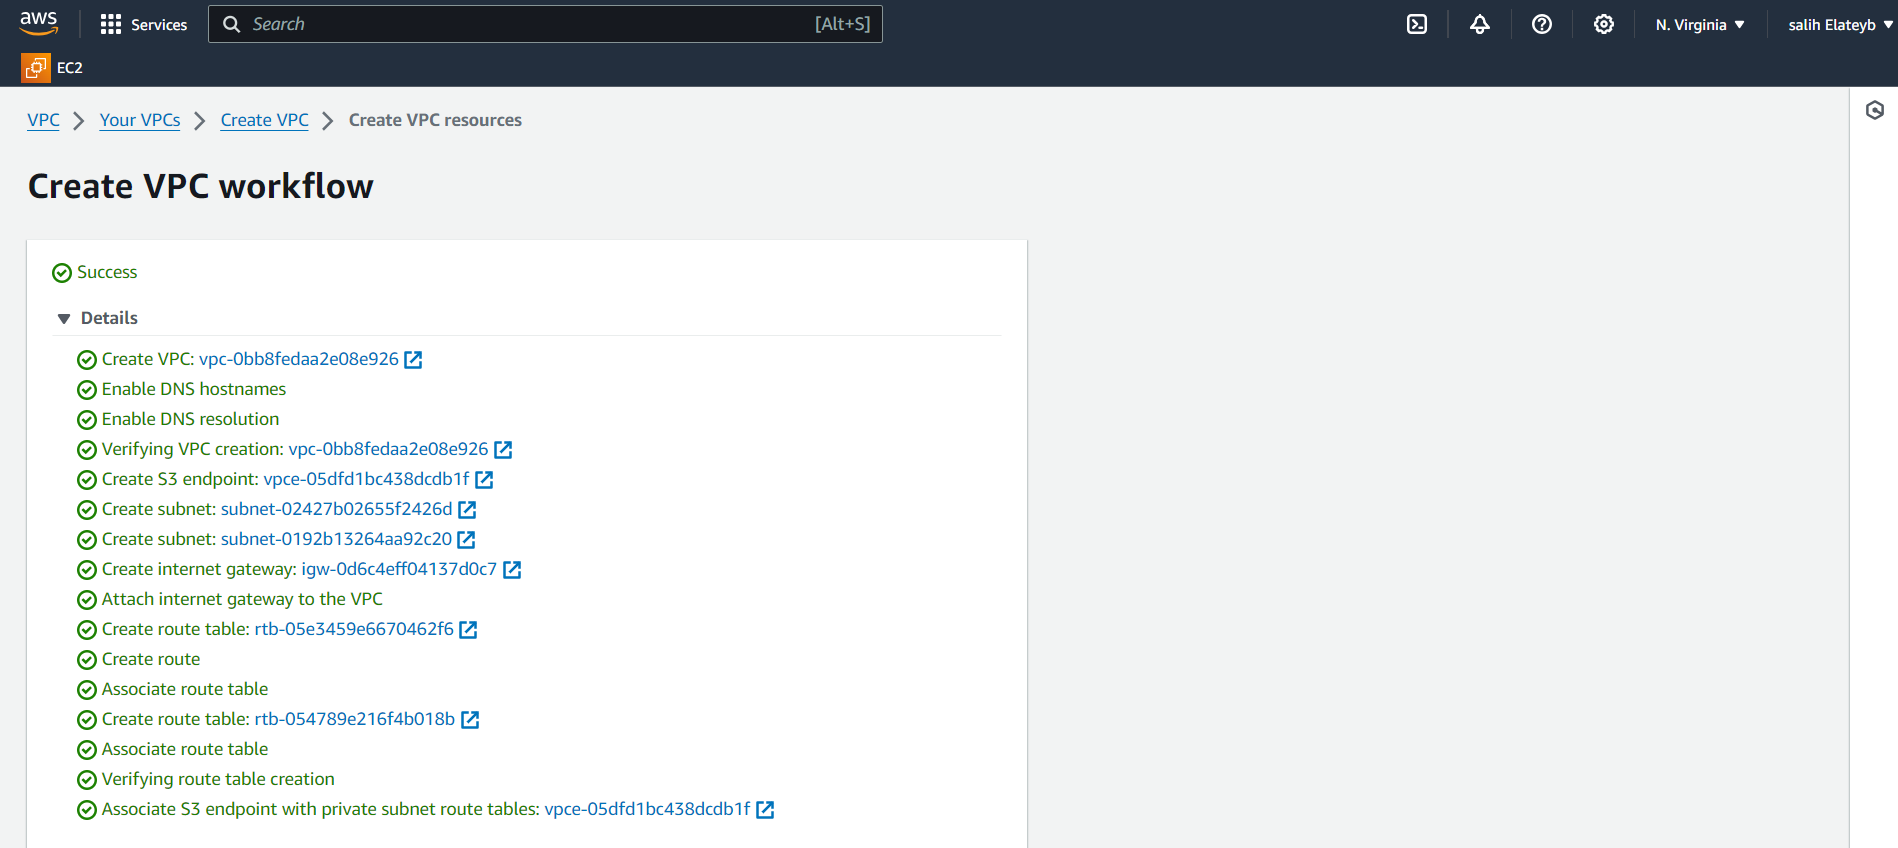 aws Services Search [Alt+S] N. Virginia salih Elateyb
EC2
VPC Your VPCs Create VPC Create VPC resources
Create VPC workflow
Success
Details
Create VPC: vpc-0bb8fedaa2e08e926
Enable DNS hostnames
Enable DNS resolution
Verifying VPC creation: vpc-0bb8fedaa2e08e926
Create S3 endpoint: vpce-05dfd1bc438dcdb1f
Create subnet: subnet-02427b02655f2426d
Create subnet: subnet-0192b13264aa92c20
Create internet gateway: igw-0d6c4eff04137d0c7
Attach internet gateway to the VPC
Create route table: rtb-05e3459e6670462f6
Create route
Associate route table
Create route table: rtb-054789e216f4b018b
Associate route table
Verifying route table creation
Associate S3 endpoint with private subnet route tables: vpce-05dfd1bc438dcdb1f